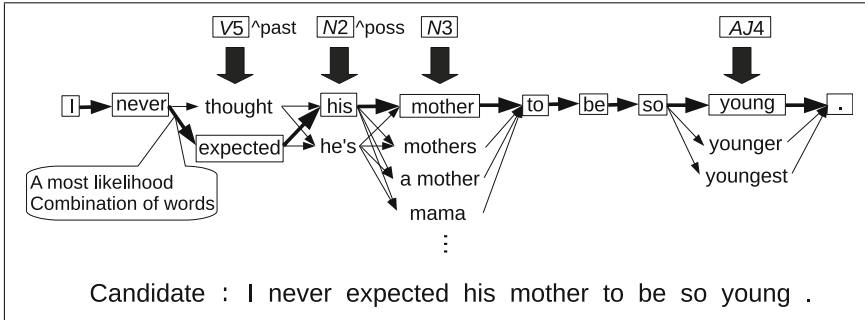 V5 ^past N2 ^poss N3 AJ4
I never thought his mother to be so young .
expected he's mothers younger
A most likelihood a mother youngest
Combination of words mama
⋮
Candidate : I never expected his mother to be so young .